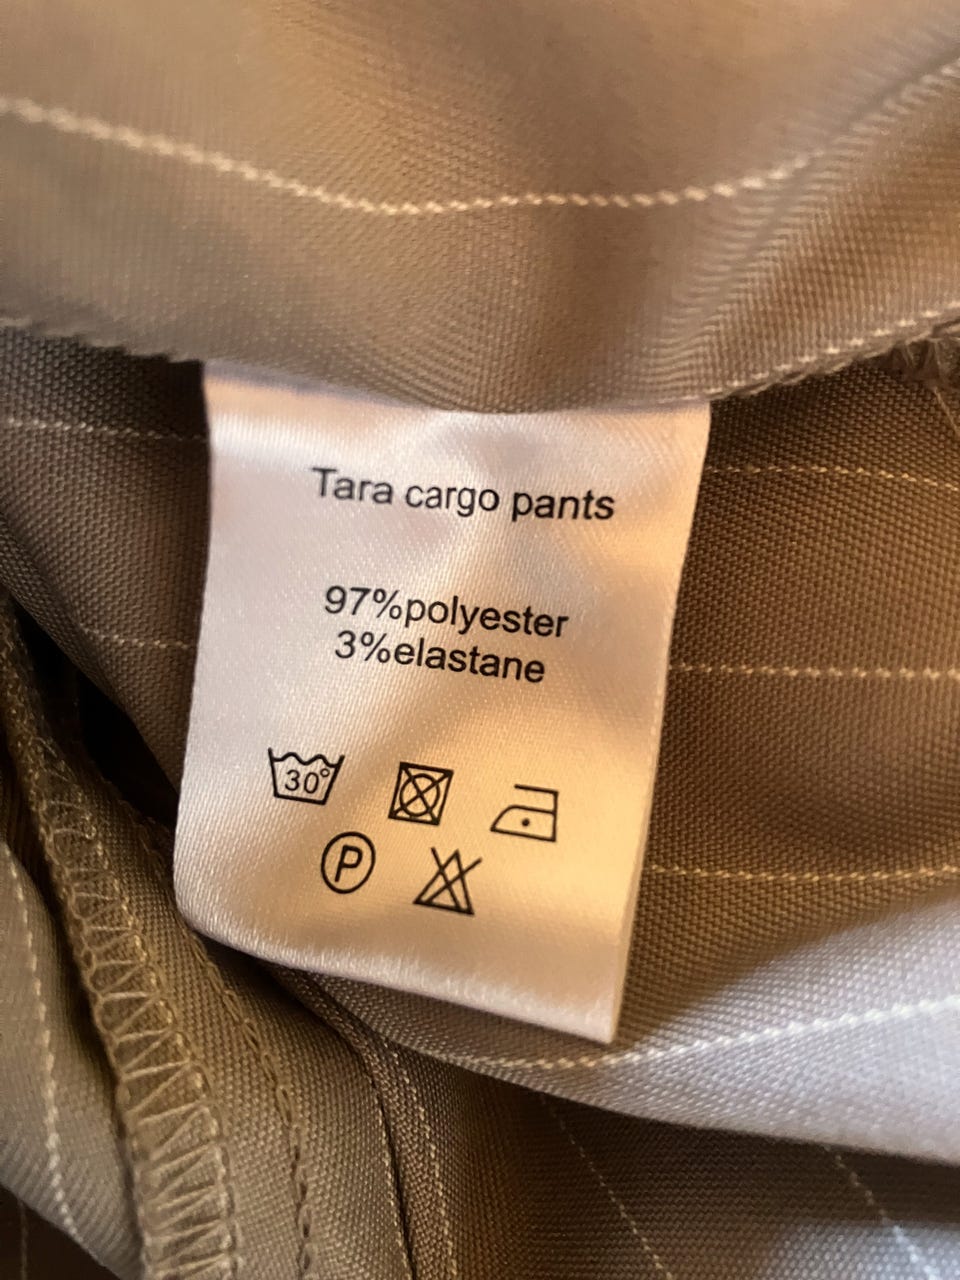 Tara cargo pants
97%polyester
3%elastane
30°
P